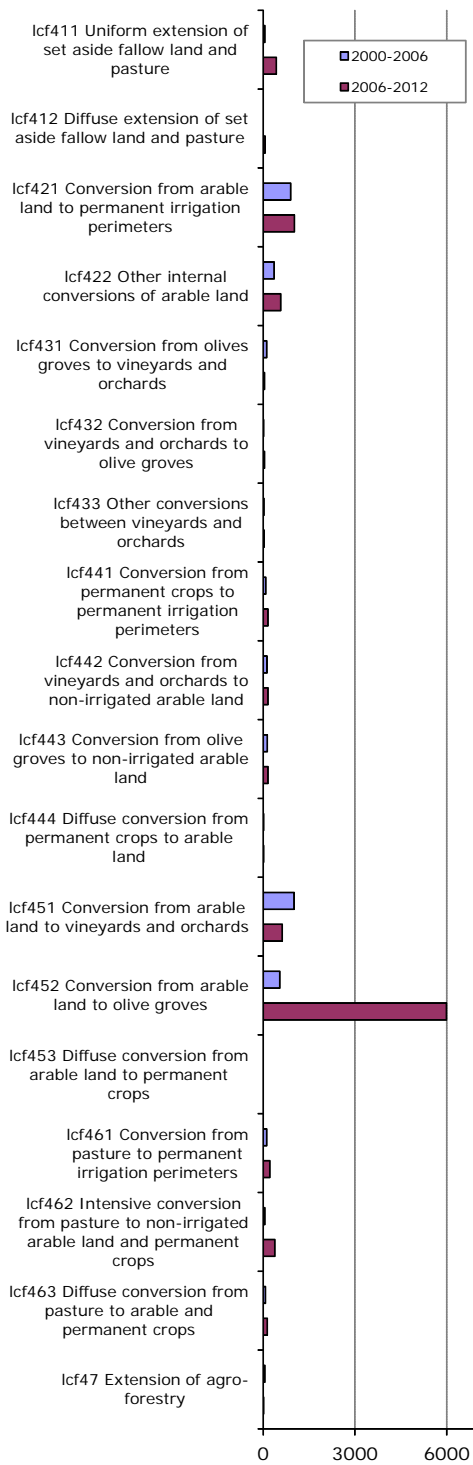 lcf411 Uniform extension of
set aside fallow land and
pasture
2000-2006
2006-2012
lcf412 Diffuse extension of set
aside fallow land and pasture
lcf421 Conversion from arable
land to permanent irrigation
perimeters
lcf422 Other internal
conversions of arable land
lcf431 Conversion from olives
groves to vineyards and
orchards
lcf432 Conversion from
vineyards and orchards to
olive groves
lcf433 Other conversions
between vineyards and
orchards
lcf441 Conversion from
permanent crops to
permanent irrigation
perimeters
lcf442 Conversion from
vineyards and orchards to
non-irrigated arable land
lcf443 Conversion from olive
groves to non-irrigated arable
land
lcf444 Diffuse conversion from
permanent crops to arable
land
lcf451 Conversion from arable
land to vineyards and orchards
lcf452 Conversion from arable
land to olive groves
lcf453 Diffuse conversion from
arable land to permanent
crops
lcf461 Conversion from
pasture to permanent
irrigation perimeters
lcf462 Intensive conversion
from pasture to non-irrigated
arable land and permanent
crops
lcf463 Diffuse conversion from
pasture to arable and
permanent crops
lcf47 Extension of agro-
forestry
0 3000 6000